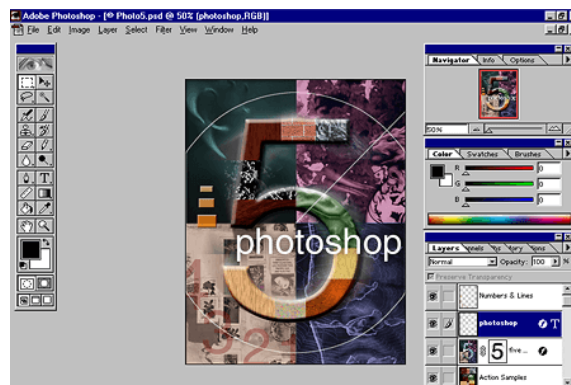 Adobe Photoshop - [© Photo5.psd @ 50% (photoshop,RGB)]
File Edit Image Layer Select Filter View Window Help
Navigator Info Options
50%
Color Swatches Brushes
R 0
G 0
B 0
5
photoshop
Layers
Normal Opacity: 100 %
Preserve Transparency
Numbers & Lines
photoshop T
5 five ...
Action Samples